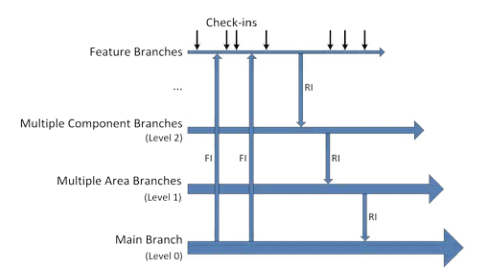 Check-ins
Feature Branches
...
RI
Multiple Component Branches
(Level 2)
FI
FI
RI
Multiple Area Branches
(Level 1)
RI
Main Branch
(Level 0)